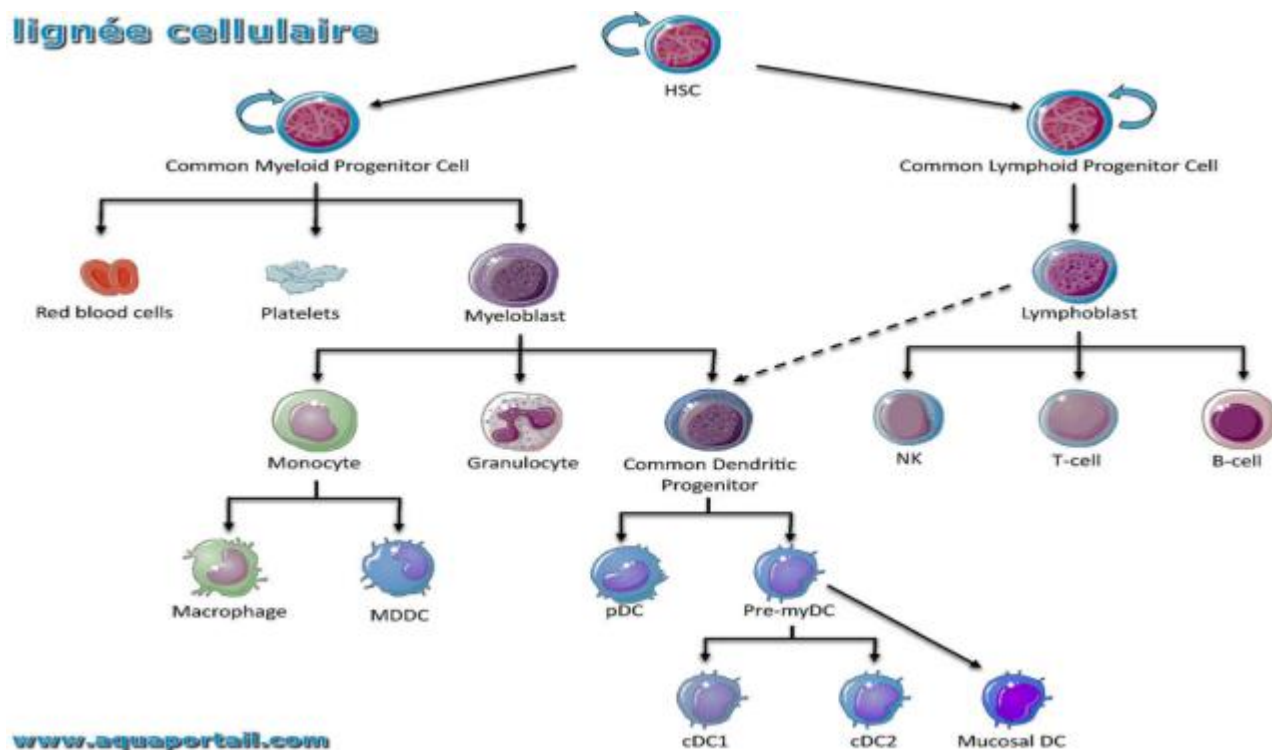 lignée cellulaire
HSC
Common Myeloid Progenitor Cell
Common Lymphoid Progenitor Cell
Red blood cells
Platelets
Myeloblast
Lymphoblast
Monocyte
Granulocyte
Common Dendritic
Progenitor
NK
T-cell
B-cell
Macrophage
MDDC
pDC
Pre-myDC
cDC1
cDC2
Mucosal DC
www.aquaportail.com